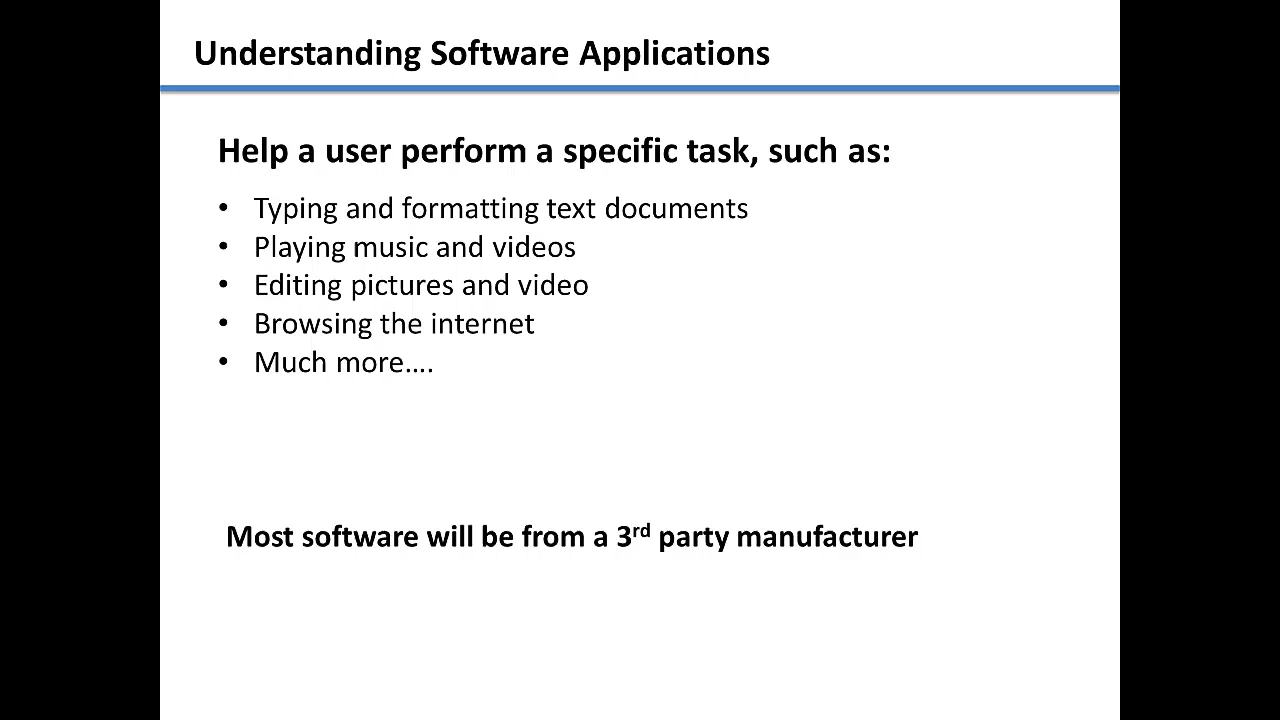 Understanding Software Applications
Help a user perform a specific task, such as:
• Typing and formatting text documents
• Playing music and videos
• Editing pictures and video
• Browsing the internet
• Much more....
Most software will be from a 3rd party manufacturer